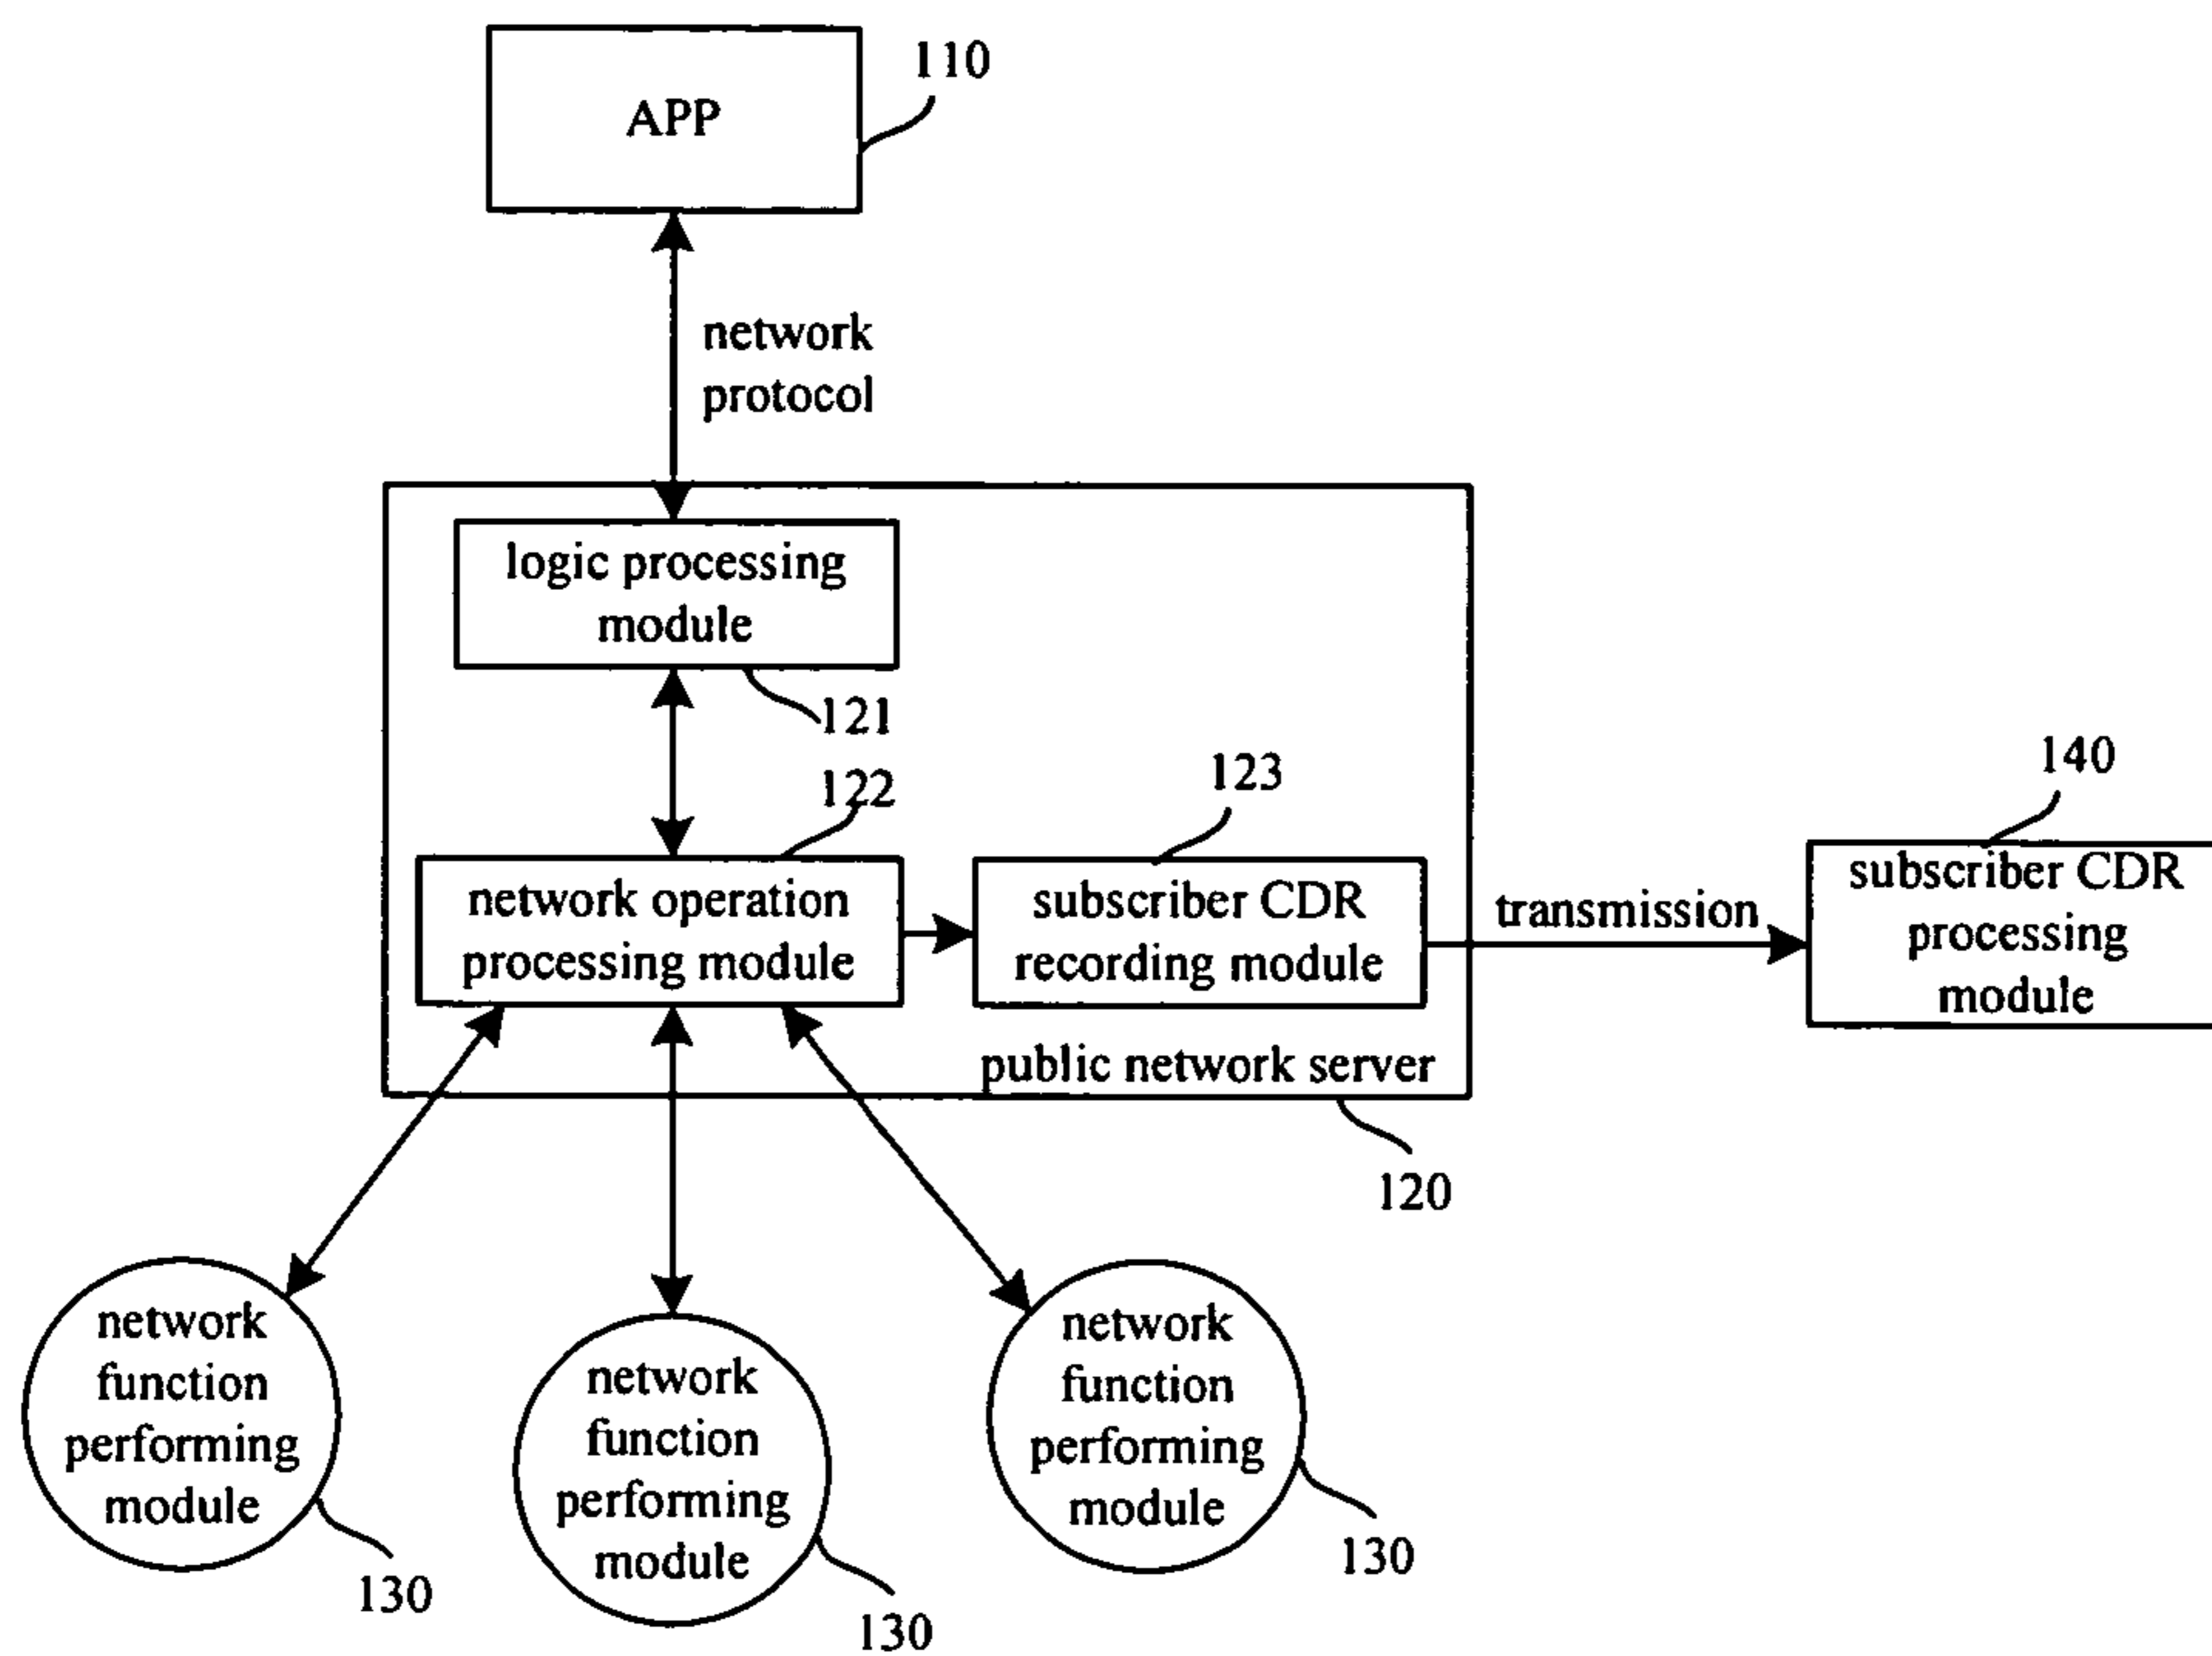 APP
110
network
protocol
logic processing
module
121
122
123
140
network operation
processing module
subscriber CDR
recording module
transmission
subscriber CDR
processing
module
public network server
120
network
function
performing
module
130
network
function
performing
module
130
network
function
performing
module
130